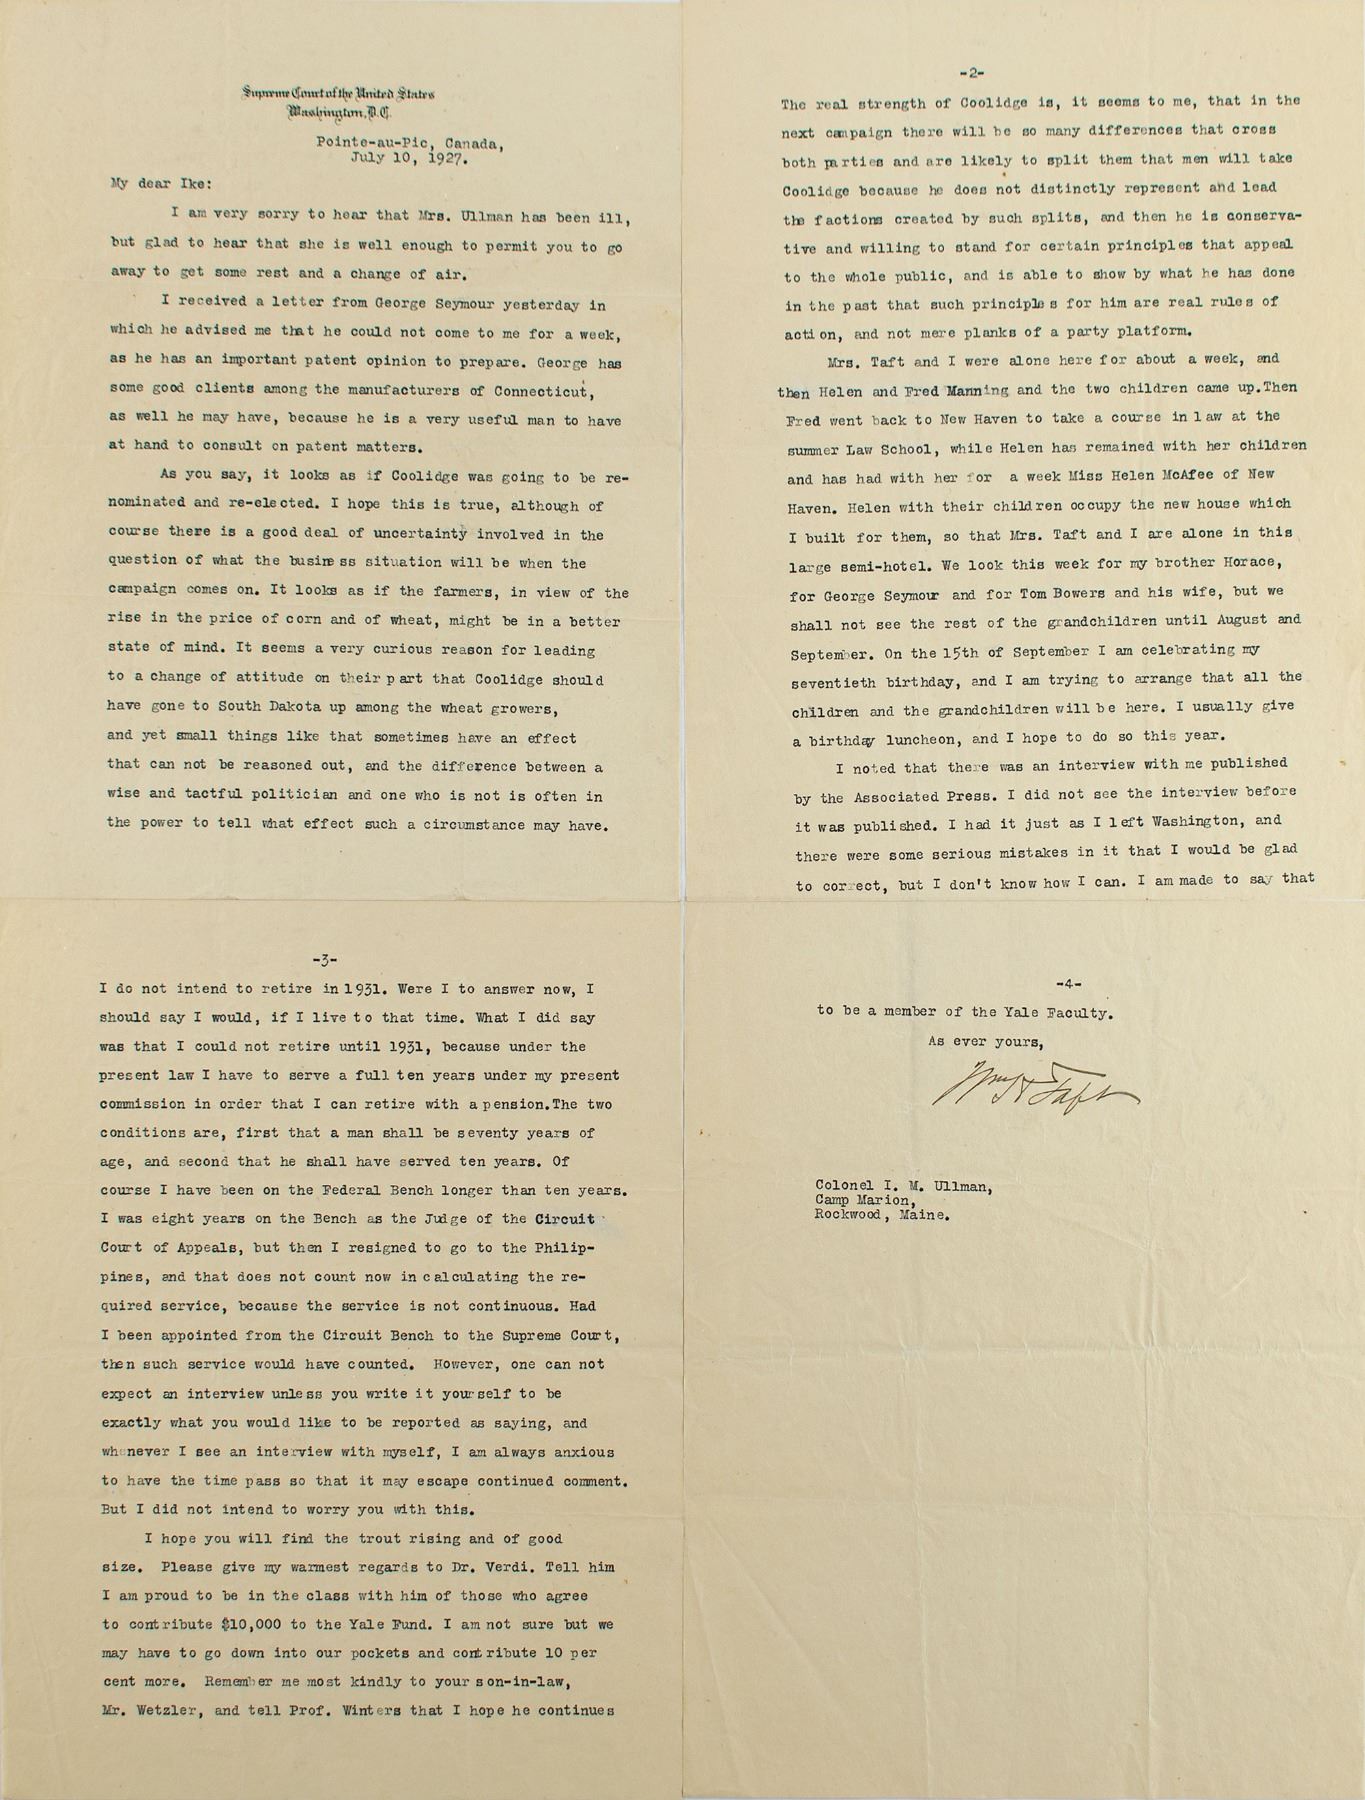 Supreme Court of the United States
Washington, D.C.
Pointe-au-Pic, Canada,
July 10, 1927.
My dear Ike:
I am very sorry to hear that Mrs. Ullman has been ill,
but glad to hear that she is well enough to permit you to go
away to get some rest and a change of air.
I received a letter from George Seymour yesterday in
which he advised me that he could not come to me for a week,
as he has an important patent opinion to prepare. George has
some good clients among the manufacturers of Connecticut,
as well he may have, because he is a very useful man to have
at hand to consult on patent matters.
As you say, it looks as if Coolidge was going to be re-
nominated and re-elected. I hope this is true, although of
course there is a good deal of uncertainty involved in the
question of what the business situation will be when the
campaign comes on. It looks as if the farmers, in view of the
rise in the price of corn and of wheat, might be in a better
state of mind. It seems a very curious reason for leading
to a change of attitude on their part that Coolidge should
have gone to South Dakota up among the wheat growers,
and yet small things like that sometimes have an effect
that can not be reasoned out, and the difference between a
wise and tactful politician and one who is not is often in
the power to tell what effect such a circumstance may have.
-2-
The real strength of Coolidge is, it seems to me, that in the
next campaign there will be so many differences that cross
both parties and are likely to split them that men will take
Coolidge because he does not distinctly represent and lead
the factions created by such splits, and then he is conserva-
tive and willing to stand for certain principles that appeal
to the whole public, and is able to show by what he has done
in the past that such principles for him are real rules of
action, and not mere planks of a party platform.
Mrs. Taft and I were alone here for about a week, and
then Helen and Fred Manning and the two children came up.Then
Fred went back to New Haven to take a course in law at the
summer Law School, while Helen has remained with her children
and has had with her for a week Miss Helen McAfee of New
Haven. Helen with their children occupy the new house which
I built for them, so that Mrs. Taft and I are alone in this
large semi-hotel. We look this week for my brother Horace,
for George Seymour and for Tom Bowers and his wife, but we
shall not see the rest of the grandchildren until August and
September. On the 15th of September I am celebrating my
seventieth birthday, and I am trying to arrange that all the
children and the grandchildren will be here. I usually give
a birthday luncheon, and I hope to do so this year.
I noted that there was an interview with me published
by the Associated Press. I did not see the interview before
it was published. I had it just as I left Washington, and
there were some serious mistakes in it that I would be glad
to correct, but I don't know how I can. I am made to say that
-3-
I do not intend to retire in 1931. Were I to answer now, I
should say I would, if I live to that time. What I did say
was that I could not retire until 1931, because under the
present law I have to serve a full ten years under my present
commission in order that I can retire with a pension.The two
conditions are, first that a man shall be seventy years of
age, and second that he shall have served ten years. Of
course I have been on the Federal Bench longer than ten years.
I was eight years on the Bench as the Judge of the Circuit
Court of Appeals, but then I resigned to go to the Philip-
pines, and that does not count now in calculating the re-
quired service, because the service is not continuous. Had
I been appointed from the Circuit Bench to the Supreme Court,
then such service would have counted. However, one can not
expect an interview unless you write it yourself to be
exactly what you would like to be reported as saying, and
whenever I see an interview with myself, I am always anxious
to have the time pass so that it may escape continued comment.
But I did not intend to worry you with this.
I hope you will find the trout rising and of good
size. Please give my warmest regards to Dr. Verdi. Tell him
I am proud to be in the class with him of those who agree
to contribute $10,000 to the Yale Fund. I am not sure but we
may have to go down into our pockets and contribute 10 per
cent more. Remember me most kindly to your son-in-law,
Mr. Wetzler, and tell Prof. Winters that I hope he continues
-4-
to be a member of the Yale Faculty.
As ever yours,
Wm H Taft
Colonel I. M. Ullman,
Camp Marion,
Rockwood, Maine.